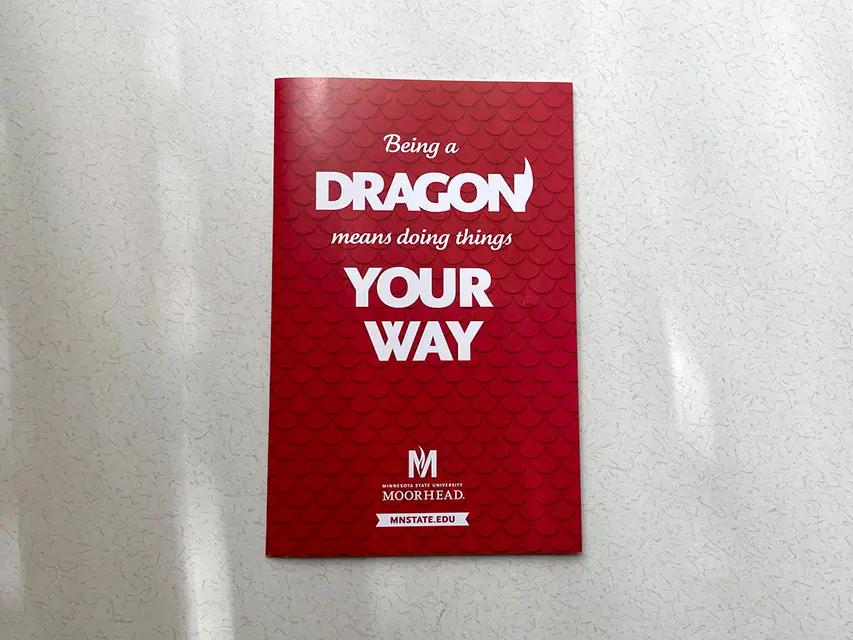 Being a
DRAGON
means doing things
YOUR
WAY
M
MINNESOTA STATE UNIVERSITY
MOORHEAD.
MNSTATE.EDU